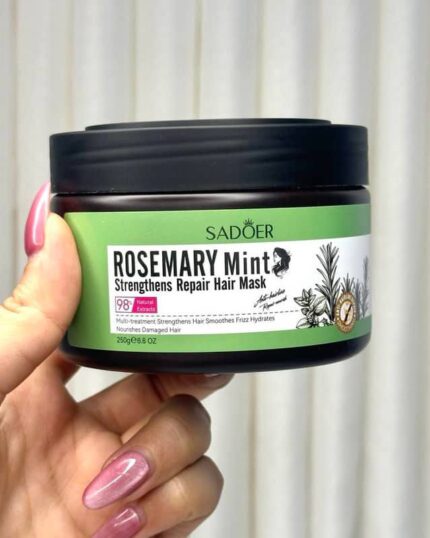 SADOER
ROSEMARY Mint
Strengthens Repair Hair Mask
98% Natural
Extracts
Multi-treatment Strengthens Hair Smoothes Frizz Hydrates
Nourishes Damaged Hair
250g℮8.8 OZ